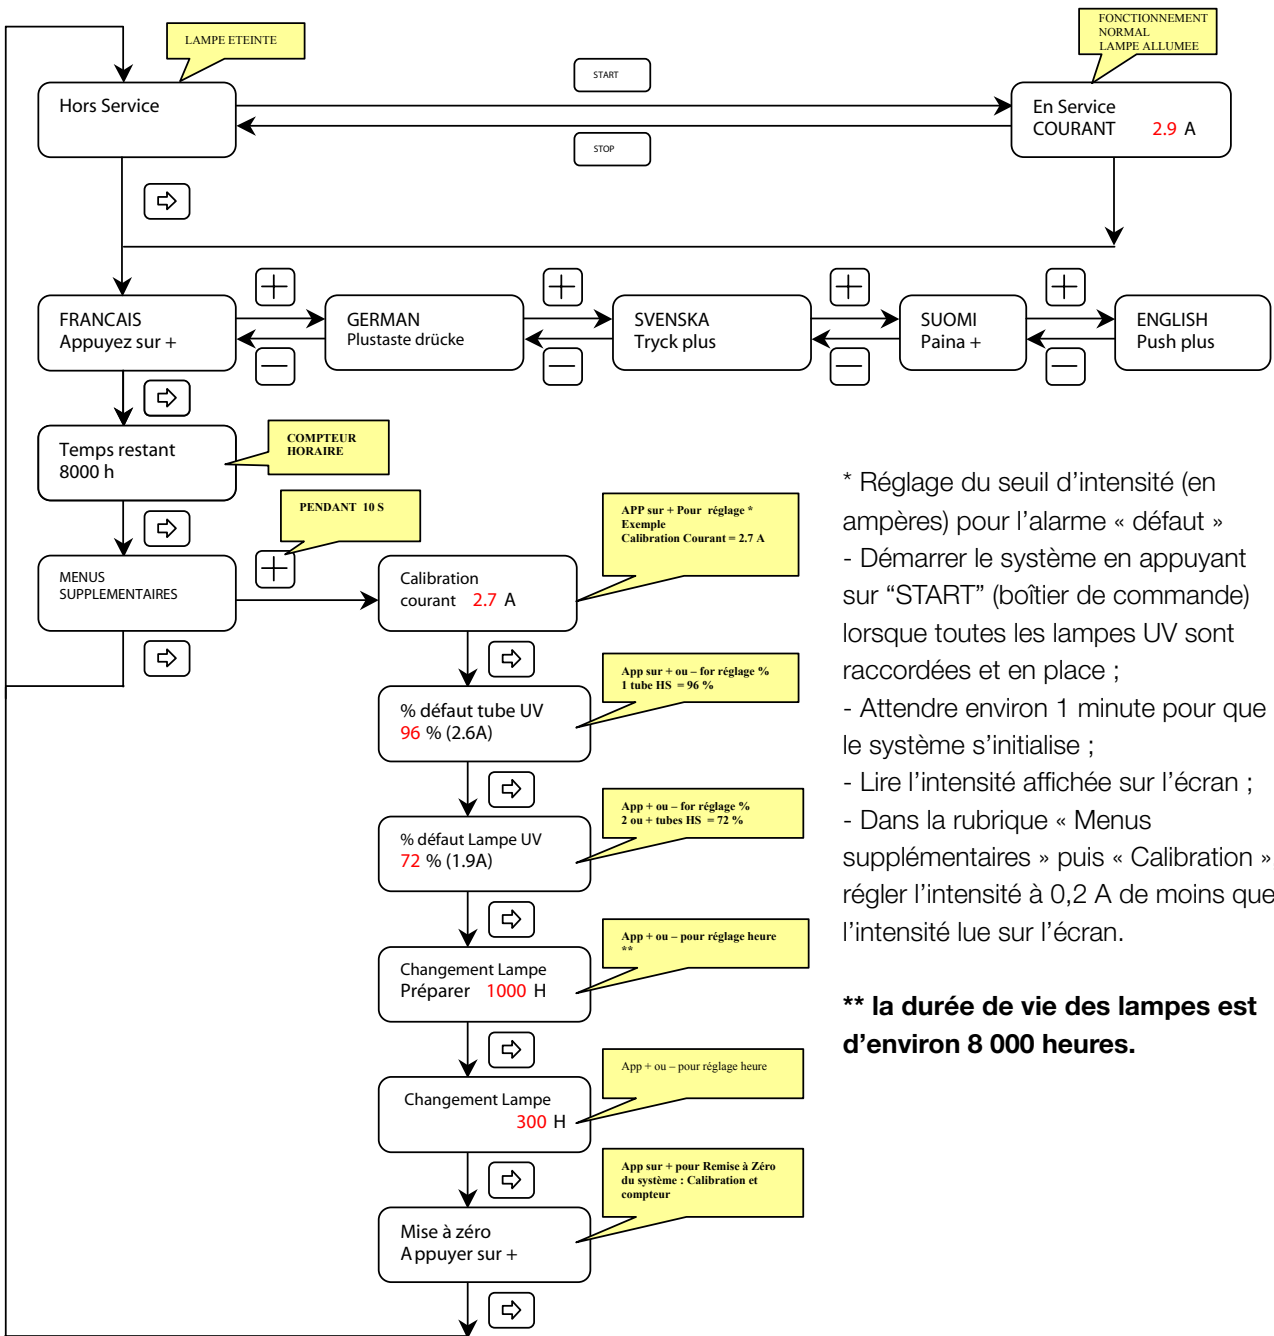 LAMPE ETEINTE
FONCTIONNEMENT
NORMAL
LAMPE ALLUMEE
START
Hors Service
En Service
COURANT 2.9 A
STOP
FRANCAIS
Appuyez sur +
GERMAN
Plustaste drücke
SVENSKA
Tryck plus
SUOMI
Paina +
ENGLISH
Push plus
Temps restant
8000 h
COMPTEUR
HORAIRE
PENDANT 10 S
MENUS
SUPPLEMENTAIRES
Calibration
courant 2.7 A
APP sur + Pour réglage *
Exemple
Calibration Courant = 2.7 A
% défaut tube UV
96 % (2.6A)
App sur + ou – for réglage %
1 tube HS = 96 %
% défaut Lampe UV
72 % (1.9A)
App + ou – for réglage %
2 ou + tubes HS = 72 %
Changement Lampe
Préparer 1000 H
App + ou – pour réglage heure
**
Changement Lampe
300 H
App + ou – pour réglage heure
Mise à zéro
A ppuyer sur +
App sur + pour Remise à Zéro
du système : Calibration et
compteur
* Réglage du seuil d’intensité (en
ampères) pour l’alarme « défaut »
- Démarrer le système en appuyant
sur “START” (boîtier de commande)
lorsque toutes les lampes UV sont
raccordées et en place ;
- Attendre environ 1 minute pour que
le système s’initialise ;
- Lire l’intensité affichée sur l’écran ;
- Dans la rubrique « Menus
supplémentaires » puis « Calibration »
régler l’intensité à 0,2 A de moins que
l’intensité lue sur l’écran.
** la durée de vie des lampes est
d’environ 8 000 heures.